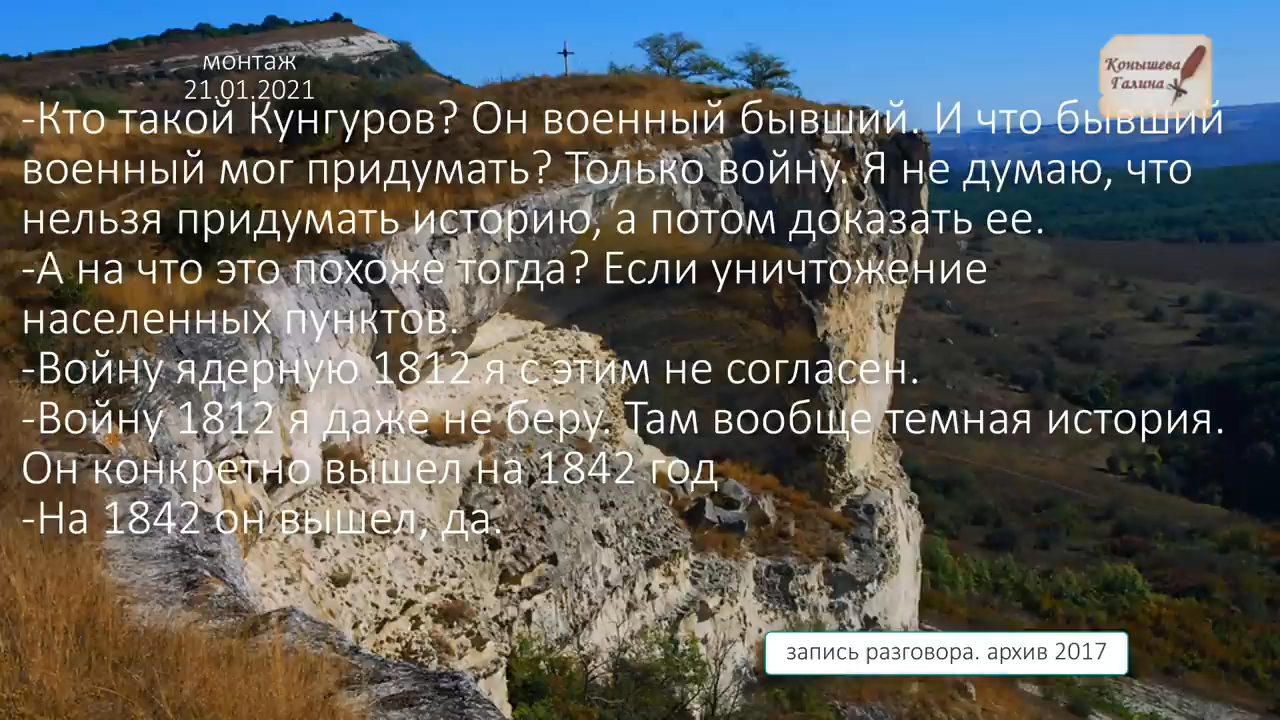 монтаж
21.01.2021
Конышева
Галина
-Кто такой Кунгуров? Он военный бывший. И что бывший
военный мог придумать? Только войну. Я не думаю, что
нельзя придумать историю, а потом доказать ее.
-А на что это похоже тогда? Если уничтожение
населенных пунктов.
-Войну ядерную 1812 я с этим не согласен.
-Войну 1812 я даже не беру. Там вообще темная история.
Он конкретно вышел на 1842 год
-На 1842 он вышел, да.
запись разговора. архив 2017